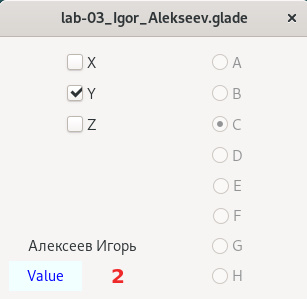 lab-03_Igor_Alekseev.glade ×
X A
Y B
Z C
D
E
F
Алексеев Игорь G
Value 2 H